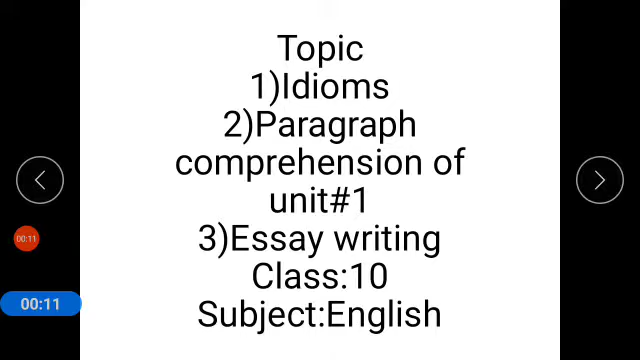 Topic
1)Idioms
2)Paragraph
comprehension of
unit#1
3)Essay writing
Class:10
Subject:English
00:11
00:11